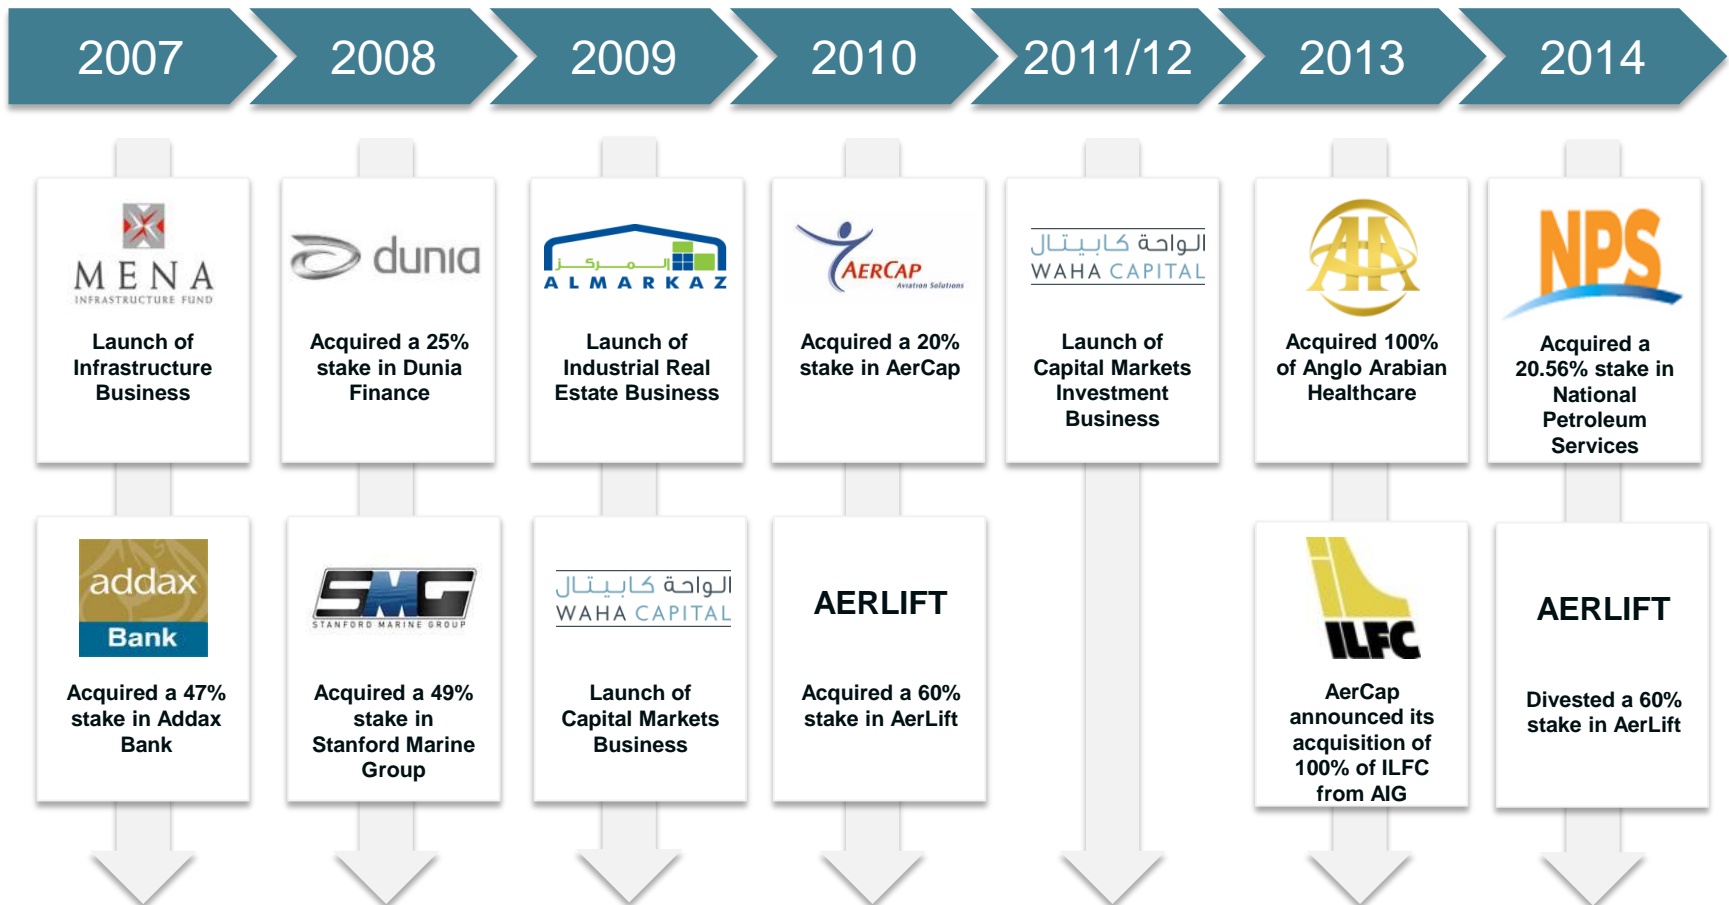 2007
2008
2009
2010
2011/12
2013
2014
MENA
INFRASTRUCTURE FUND
Launch of
Infrastructure
Business
dunia
Acquired a 25%
stake in Dunia
Finance
المركز
ALMARKAZ
Launch of
Industrial Real
Estate Business
AERCAP
Aviation Solutions
Acquired a 20%
stake in AerCap
الواحة كابيتال
WAHA CAPITAL
Launch of
Capital Markets
Investment
Business
AHA
Acquired 100%
of Anglo Arabian
Healthcare
NPS
Acquired a
20.56% stake in
National
Petroleum
Services
addax
Bank
Acquired a 47%
stake in Addax
Bank
SMG
STANFORD MARINE GROUP
Acquired a 49%
stake in
Stanford Marine
Group
الواحة كابيتال
WAHA CAPITAL
Launch of
Capital Markets
Business
AERLIFT
Acquired a 60%
stake in AerLift
ILFC
AerCap
announced its
acquisition of
100% of ILFC
from AIG
AERLIFT
Divested a 60%
stake in AerLift